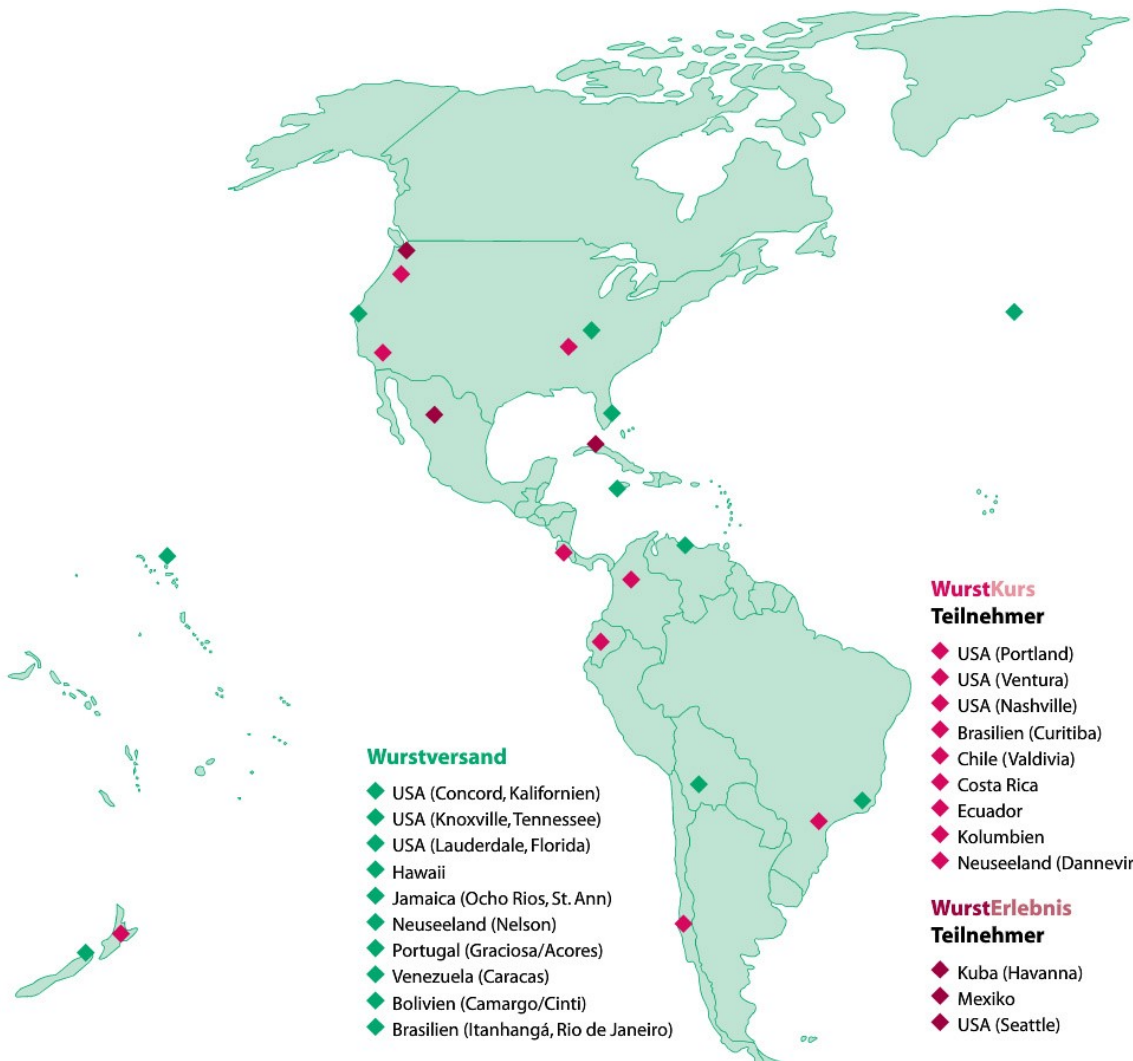 Wurstversand
USA (Concord, Kalifornien)
USA (Knoxville, Tennessee)
USA (Lauderdale, Florida)
Hawaii
Jamaica (Ocho Rios, St. Ann)
Neuseeland (Nelson)
Portugal (Graciosa/Acores)
Venezuela (Caracas)
Bolivien (Camargo/Cinti)
Brasilien (Itanhangá, Rio de Janeiro)
WurstKurs
Teilnehmer
USA (Portland)
USA (Ventura)
USA (Nashville)
Brasilien (Curitiba)
Chile (Valdivia)
Costa Rica
Ecuador
Kolumbien
Neuseeland (Dannevir
WurstErlebnis
Teilnehmer
Kuba (Havanna)
Mexiko
USA (Seattle)